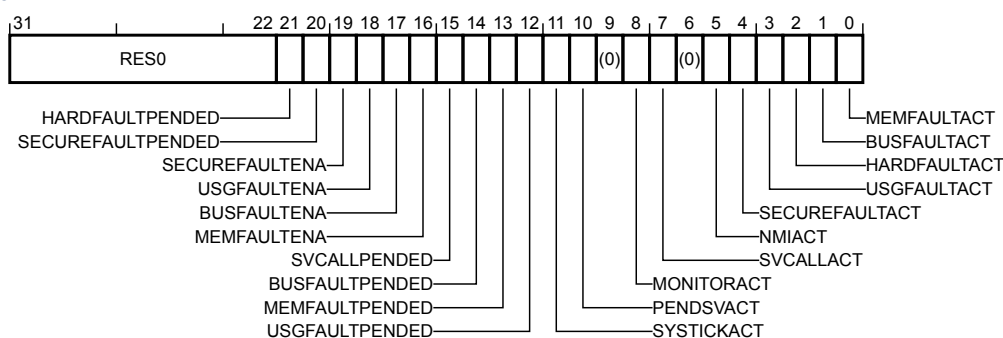 31 22 21 20 19 18 17 16 15 14 13 12 11 10 9 8 7 6 5 4 3 2 1 0
RES0 (0) (0)
HARDFAULTPENDED MEMFAULTACT
SECUREFAULTPENDED BUSFAULTACT
SECUREFAULTENA HARDFAULTACT
USGFAULTENA USGFAULTACT
BUSFAULTENA SECUREFAULTACT
MEMFAULTENA NMIACT
SVCALLPENDED SVCALLACT
BUSFAULTPENDED MONITORACT
MEMFAULTPENDED PENDSVACT
USGFAULTPENDED SYSTICKACT